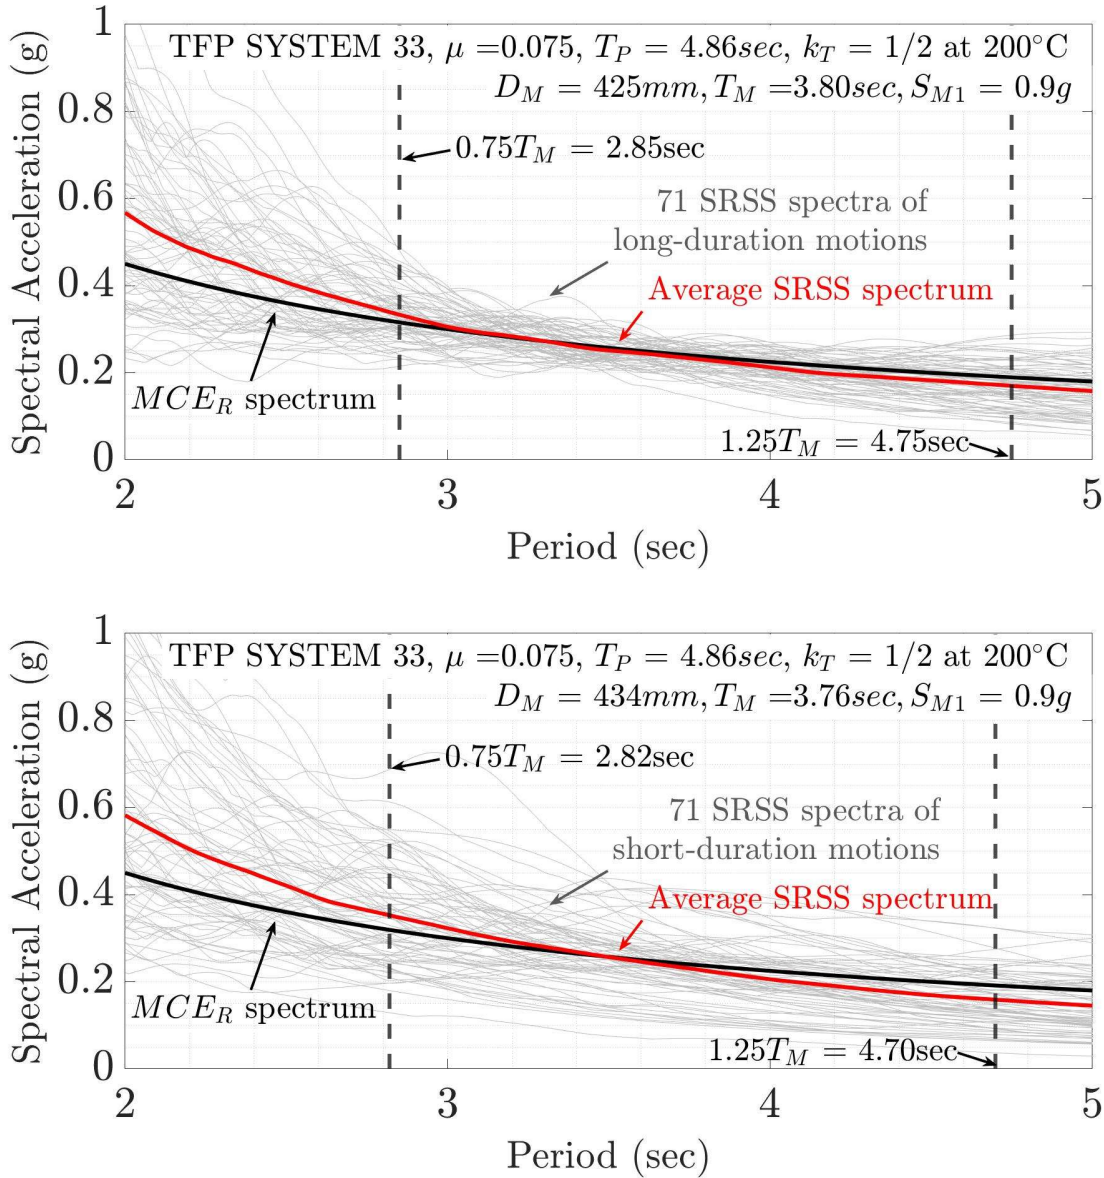 TFP SYSTEM 33, μ =0.075, T_P = 4.86sec, k_T = 1/2 at 200°C
D_M = 425mm, T_M =3.80sec, S_M1 = 0.9g
0.75T_M = 2.85sec
71 SRSS spectra of
long-duration motions
Average SRSS spectrum
MCE_R spectrum
1.25T_M = 4.75sec
Spectral Acceleration (g)
1
0.8
0.6
0.4
0.2
0
2
3
4
5
Period (sec)
TFP SYSTEM 33, μ =0.075, T_P = 4.86sec, k_T = 1/2 at 200°C
D_M = 434mm, T_M =3.76sec, S_M1 = 0.9g
0.75T_M = 2.82sec
71 SRSS spectra of
short-duration motions
Average SRSS spectrum
MCE_R spectrum
1.25T_M = 4.70sec
Spectral Acceleration (g)
1
0.8
0.6
0.4
0.2
0
2
3
4
5
Period (sec)